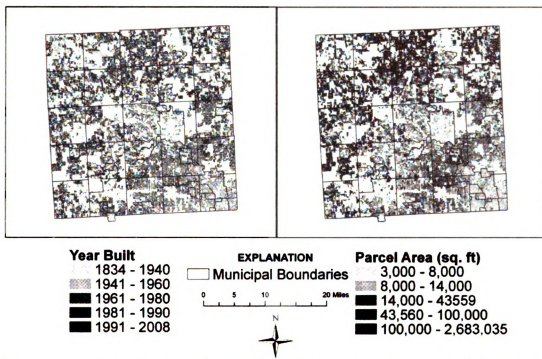 Year Built
1834 - 1940
1941 - 1960
1961 - 1980
1981 - 1990
1991 - 2008
EXPLANATION
Municipal Boundaries
0 5 10 20 Miles
N
Parcel Area (sq. ft)
3,000 - 8,000
8,000 - 14,000
14,000 - 43559
43,560 - 100,000
100,000 - 2,683,035